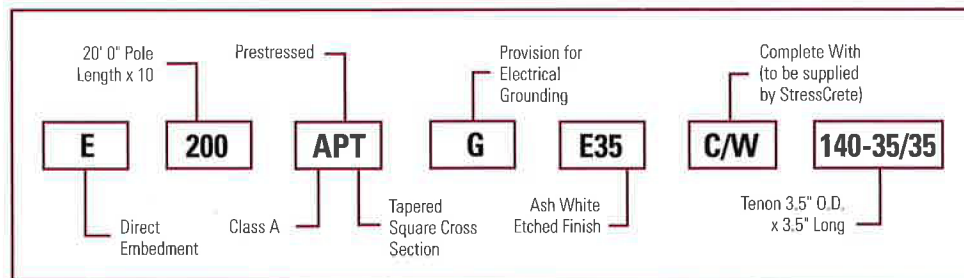 20' 0" Pole
Length x 10
Prestressed
Provision for
Electrical
Grounding
Complete With
(to be supplied
by StressCrete)
E
200
APT
G
E35
C/W
140-35/35
Direct
Embedment
Class A
Tapered
Square Cross
Section
Ash White
Etched Finish
Tenon 3.5" O.D.
x 3.5" Long